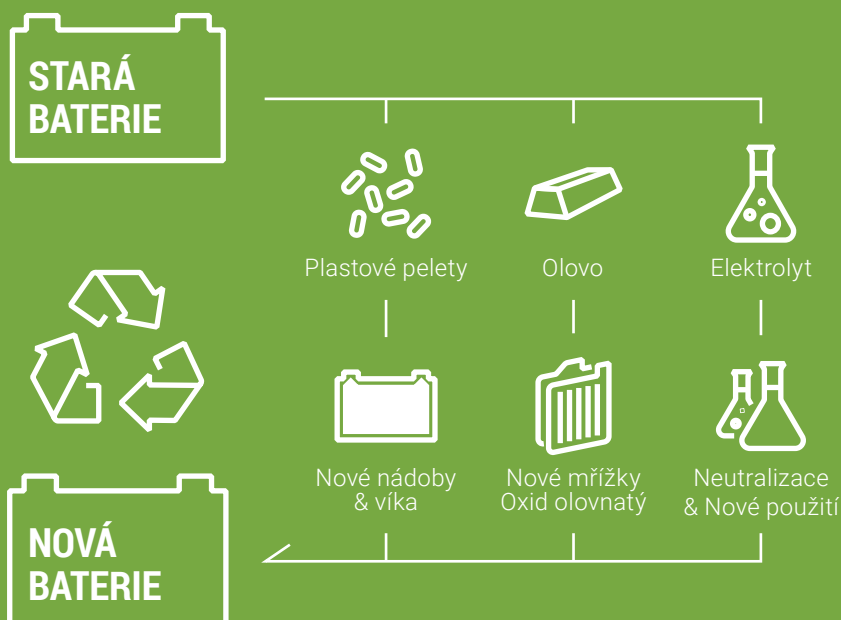 STARÁ
BATERIE
Plastové pelety
Olovo
Elektrolyt
Nové nádoby
& víka
Nové mřížky
Oxid olovnatý
Neutralizace
& Nové použití
NOVÁ
BATERIE